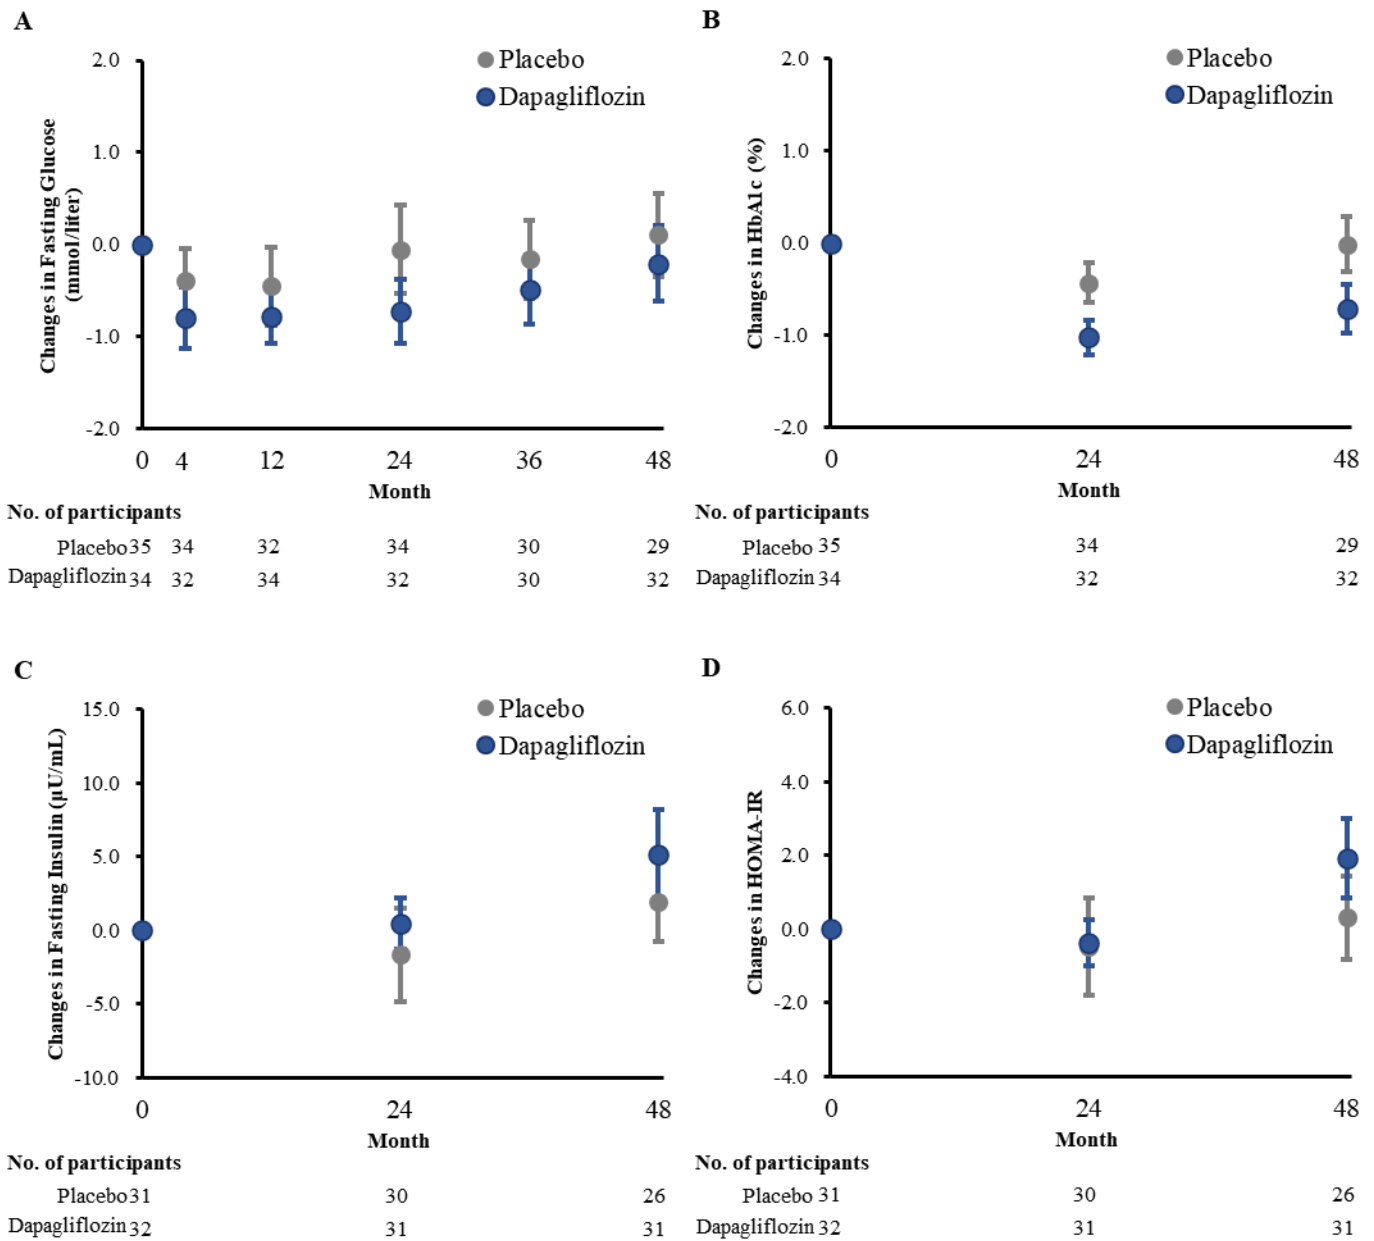 A
Placebo
Dapagliflozin
Changes in Fasting Glucose
(mmol/liter)
2.0
1.0
0.0
-1.0
-2.0
0 4 12 24 36 48
Month
No. of participants
Placebo 35 34 32 34 30 29
Dapagliflozin 34 32 34 32 30 32
B
Placebo
Dapagliflozin
Changes in HbA1c (%)
2.0
1.0
0.0
-1.0
-2.0
0 24 48
Month
No. of participants
Placebo 35 34 29
Dapagliflozin 34 32 32
C
Placebo
Dapagliflozin
Changes in Fasting Insulin (µU/mL)
15.0
10.0
5.0
0.0
-5.0
-10.0
0 24 48
Month
No. of participants
Placebo 31 30 26
Dapagliflozin 32 31 31
D
Placebo
Dapagliflozin
Changes in HOMA-IR
6.0
4.0
2.0
0.0
-2.0
-4.0
0 24 48
Month
No. of participants
Placebo 31 30 26
Dapagliflozin 32 31 31